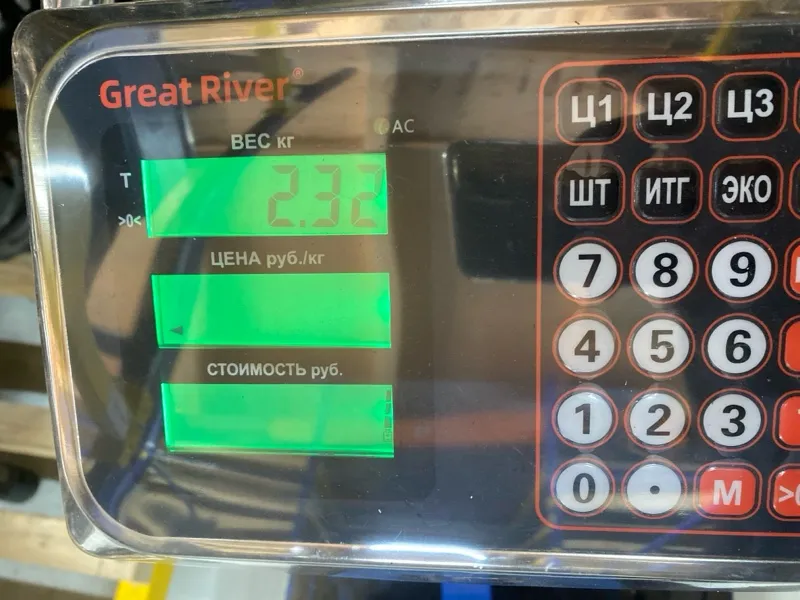 Great River®
AC
ВЕС кг
T
2.32
>0<
ЦЕНА руб./кг
СТОИМОСТЬ руб.
Ц1 Ц2 Ц3
ШТ ИТГ ЭКО
7 8 9
4 5 6
1 2 3
0 . M